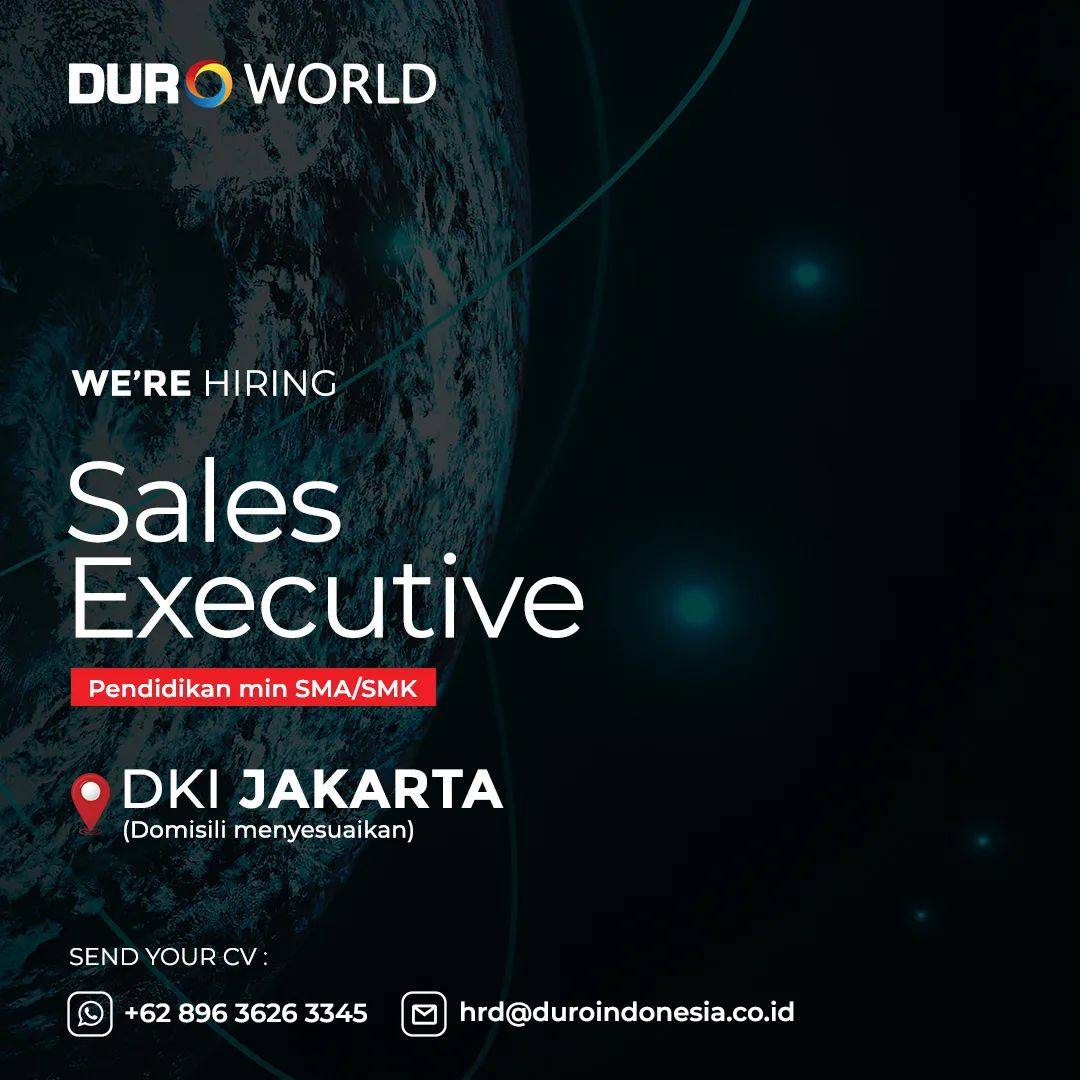 DURO WORLD
WE'RE HIRING
Sales
Executive
Pendidikan min SMA/SMK
DKI JAKARTA
(Domisili menyesuaikan)
SEND YOUR CV :
+62 896 3626 3345
hrd@duroindonesia.co.id